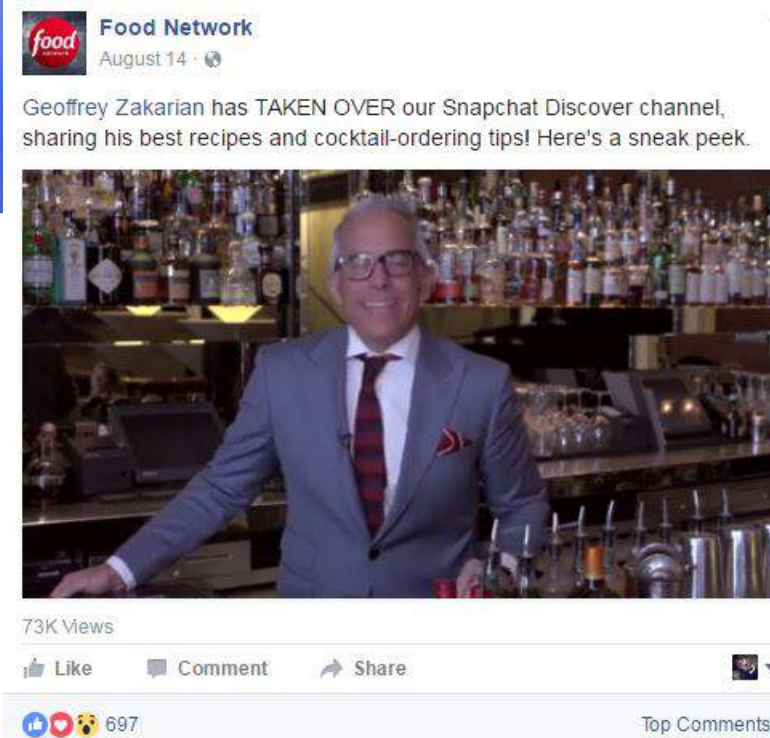 food
network
Food Network
August 14 ·
Geoffrey Zakarian has TAKEN OVER our Snapchat Discover channel,
sharing his best recipes and cocktail-ordering tips! Here's a sneak peek.
73K Views
Like Comment Share
697 Top Comments